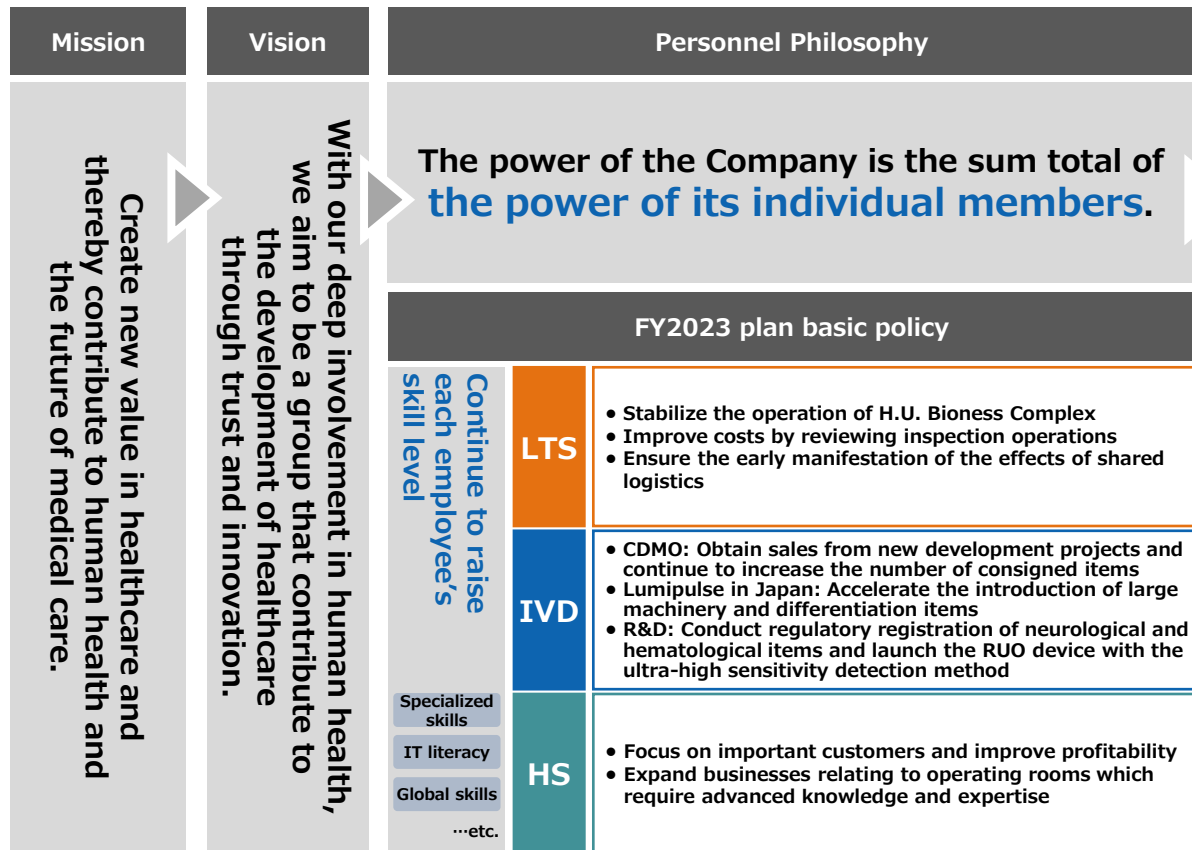 Mission
Create new value in healthcare and
thereby contribute to human health and
the future of medical care.
Vision
With our deep involvement in human health,
we aim to be a group that contribute to
the development of healthcare
through trust and innovation.
Personnel Philosophy
The power of the Company is the sum total of
the power of its individual members.
FY2023 plan basic policy
Continue to raise
each employee's
skill level
Specialized
skills
IT literacy
Global skills
…etc.
LTS
● Stabilize the operation of H.U. Bioness Complex
● Improve costs by reviewing inspection operations
● Ensure the early manifestation of the effects of shared
logistics
IVD
● CDMO: Obtain sales from new development projects and
continue to increase the number of consigned items
● Lumipulse in Japan: Accelerate the introduction of large
machinery and differentiation items
● R&D: Conduct regulatory registration of neurological and
hematological items and launch the RUO device with the
ultra-high sensitivity detection method
HS
● Focus on important customers and improve profitability
● Expand businesses relating to operating rooms which
require advanced knowledge and expertise